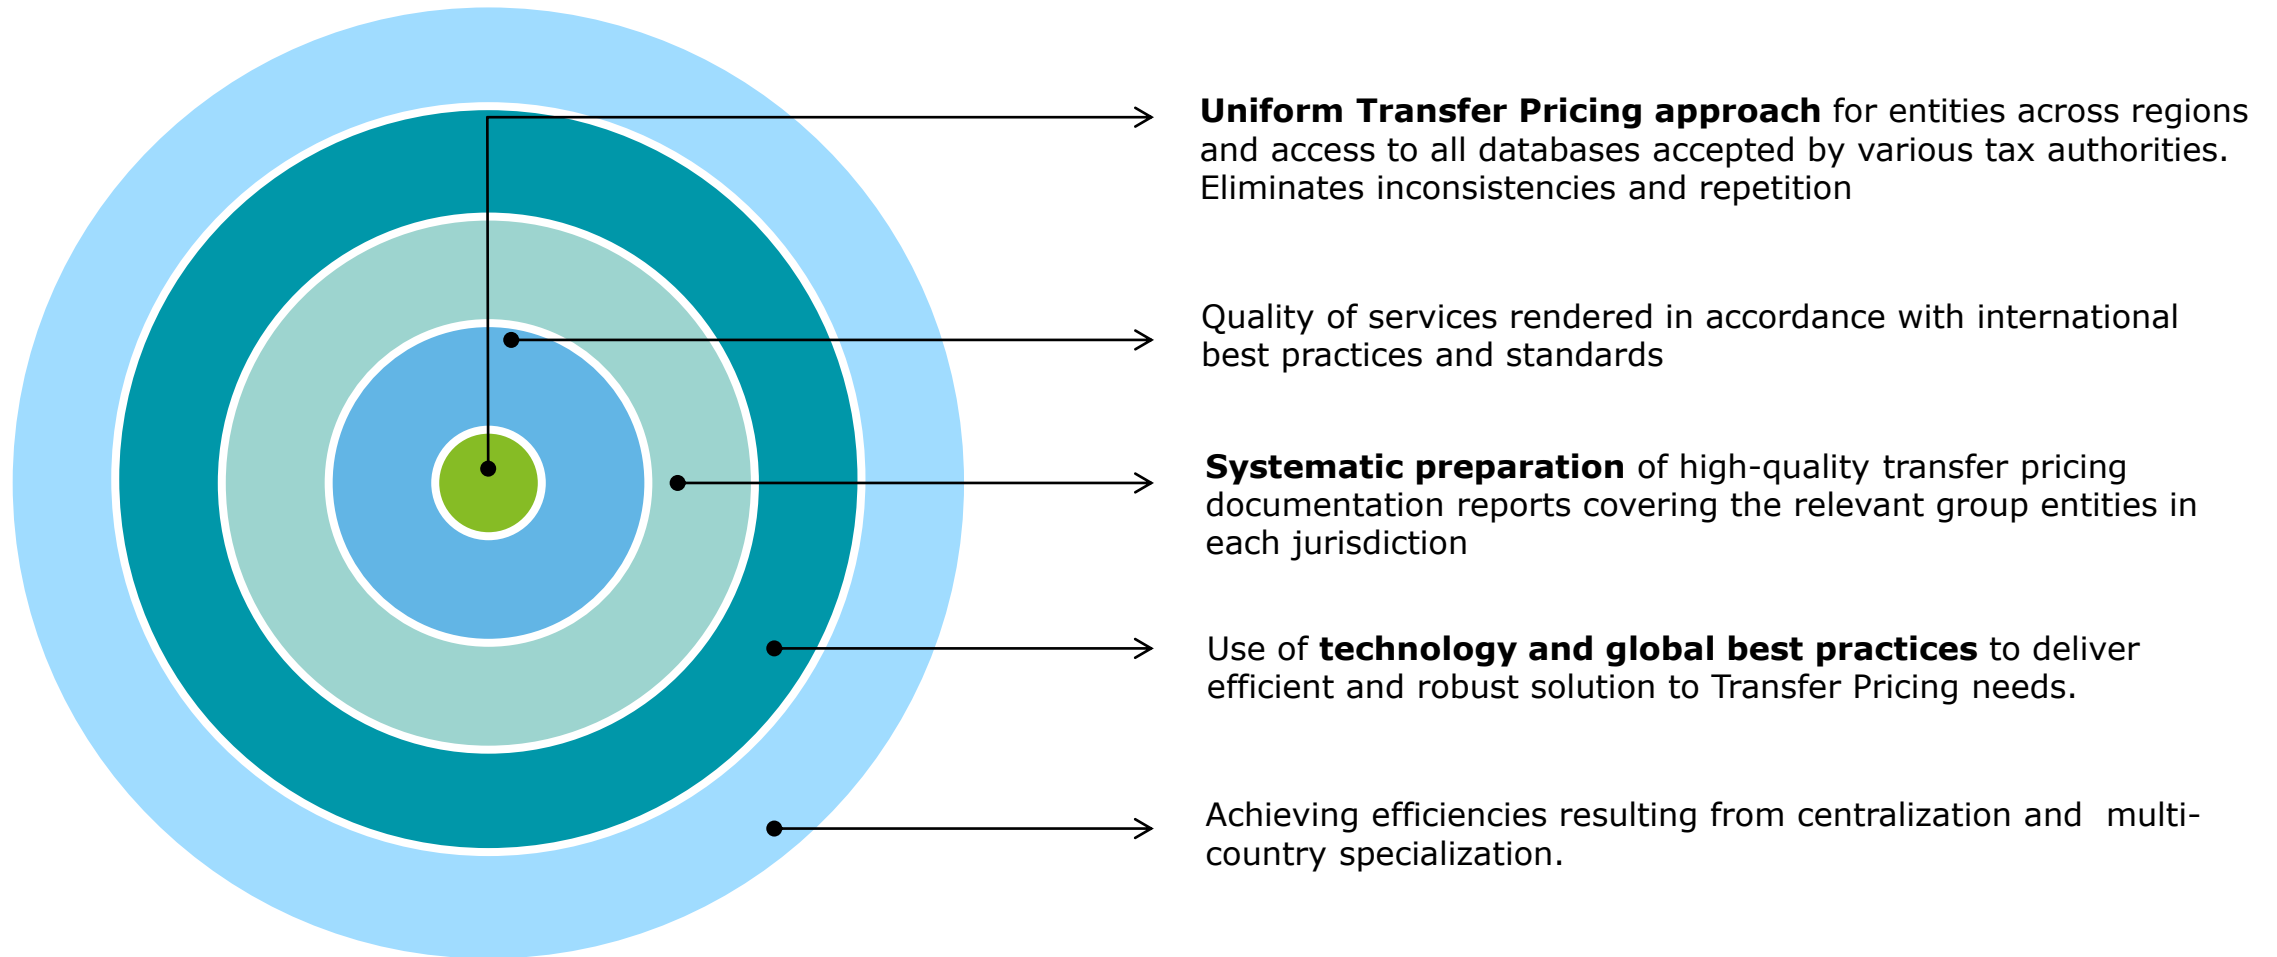 Uniform Transfer Pricing approach for entities across regions
and access to all databases accepted by various tax authorities.
Eliminates inconsistencies and repetition
Quality of services rendered in accordance with international
best practices and standards
Systematic preparation of high-quality transfer pricing
documentation reports covering the relevant group entities in
each jurisdiction
Use of technology and global best practices to deliver
efficient and robust solution to Transfer Pricing needs.
Achieving efficiencies resulting from centralization and  multi-
country specialization.